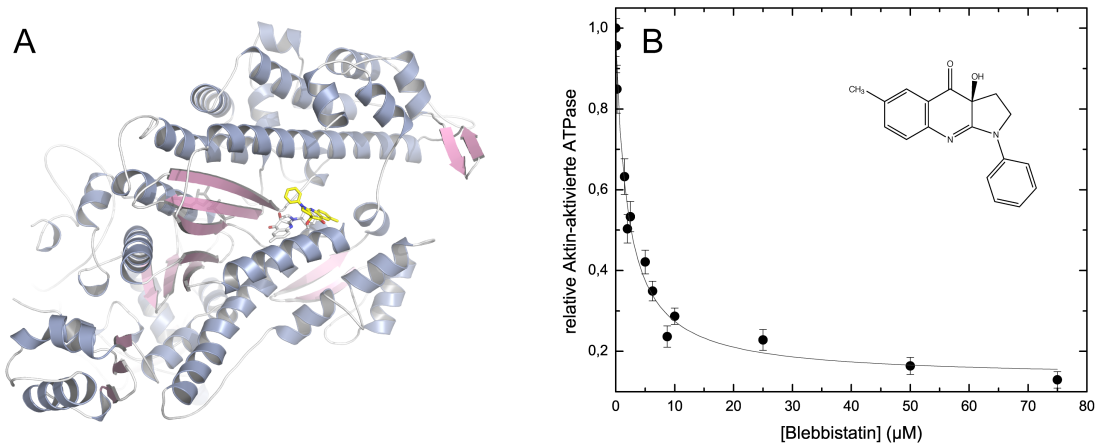 A
B
relative Aktin-aktivierte ATPase
1,0
0,8
0,6
0,4
0,2
O
OH
CH₃
N
N
0
10
20
30
40
50
60
70
80
[Blebbistatin] (µM)